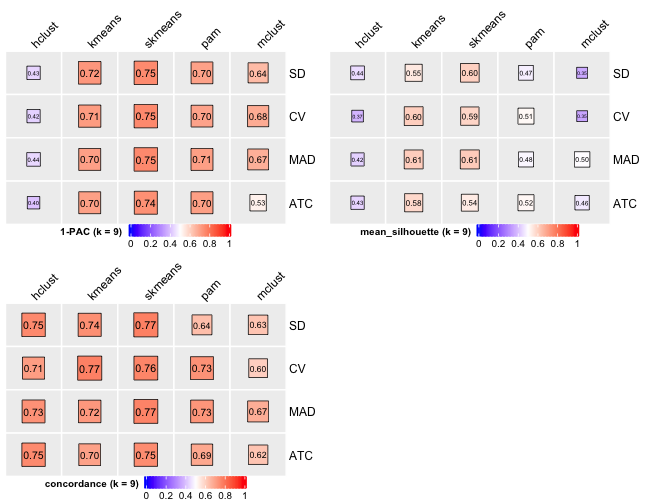 hclust kmeans skmeans pam mclust
0.43 0.72 0.75 0.70 0.64 SD
0.42 0.71 0.75 0.70 0.68 CV
0.44 0.70 0.75 0.71 0.67 MAD
0.40 0.70 0.74 0.70 0.53 ATC
1-PAC (k = 9) 0 0.2 0.4 0.6 0.8 1
hclust kmeans skmeans pam mclust
0.44 0.55 0.60 0.47 0.35 SD
0.37 0.60 0.59 0.51 0.35 CV
0.42 0.61 0.61 0.48 0.50 MAD
0.43 0.58 0.54 0.52 0.46 ATC
mean_silhouette (k = 9) 0 0.2 0.4 0.6 0.8 1
hclust kmeans skmeans pam mclust
0.75 0.74 0.77 0.64 0.63 SD
0.71 0.77 0.76 0.73 0.60 CV
0.73 0.72 0.77 0.73 0.67 MAD
0.75 0.70 0.75 0.69 0.62 ATC
concordance (k = 9) 0 0.2 0.4 0.6 0.8 1